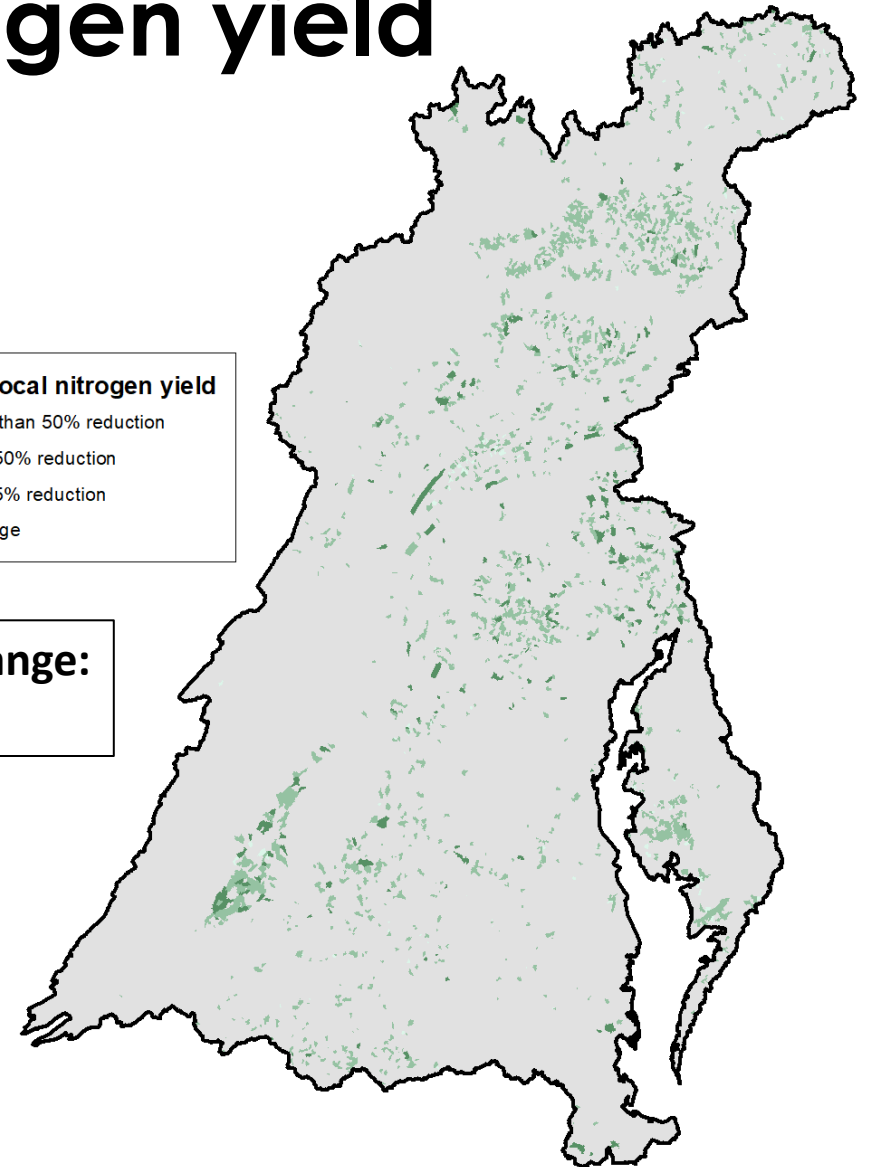 gen yield
ocal nitrogen yield
than 50% reduction
50% reduction
5% reduction
ge
nge: